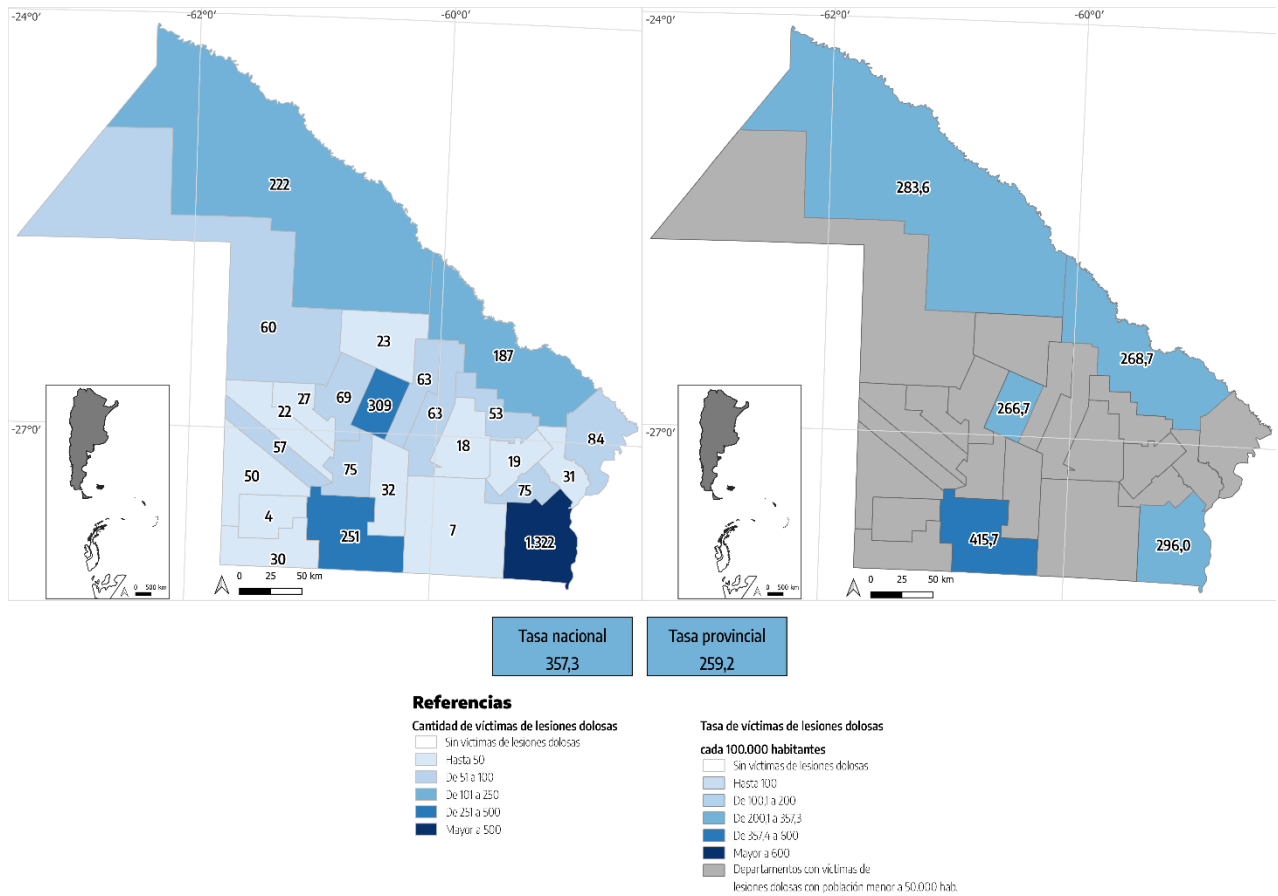 -24°0'
-62°0'
-60°0'
-62°0'
-60°0'
-24°0'
222
283,6
60
23
187
268,7
63
27
69
309
22
63
53
266,7
-27°0'
-27°0'
84
18
57
19
50
75
31
32
75
4
251
7
1.322
415,7
296,0
30
0 25 50 km
0 500 km
0 25 50 km
0 500 km
Tasa nacional
357,3
Tasa provincial
259,2
Referencias
Cantidad de víctimas de lesiones dolosas
Sin víctimas de lesiones dolosas
Hasta 50
De 51 a 100
De 101 a 250
De 251 a 500
Mayor a 500
Tasa de víctimas de lesiones dolosas
cada 100.000 habitantes
Sin víctimas de lesiones dolosas
Hasta 100
De 100,1 a 200
De 200,1 a 357,3
De 357,4 a 600
Mayor a 600
Departamentos con víctimas de
lesiones dolosas con población menor a 50.000 hab.